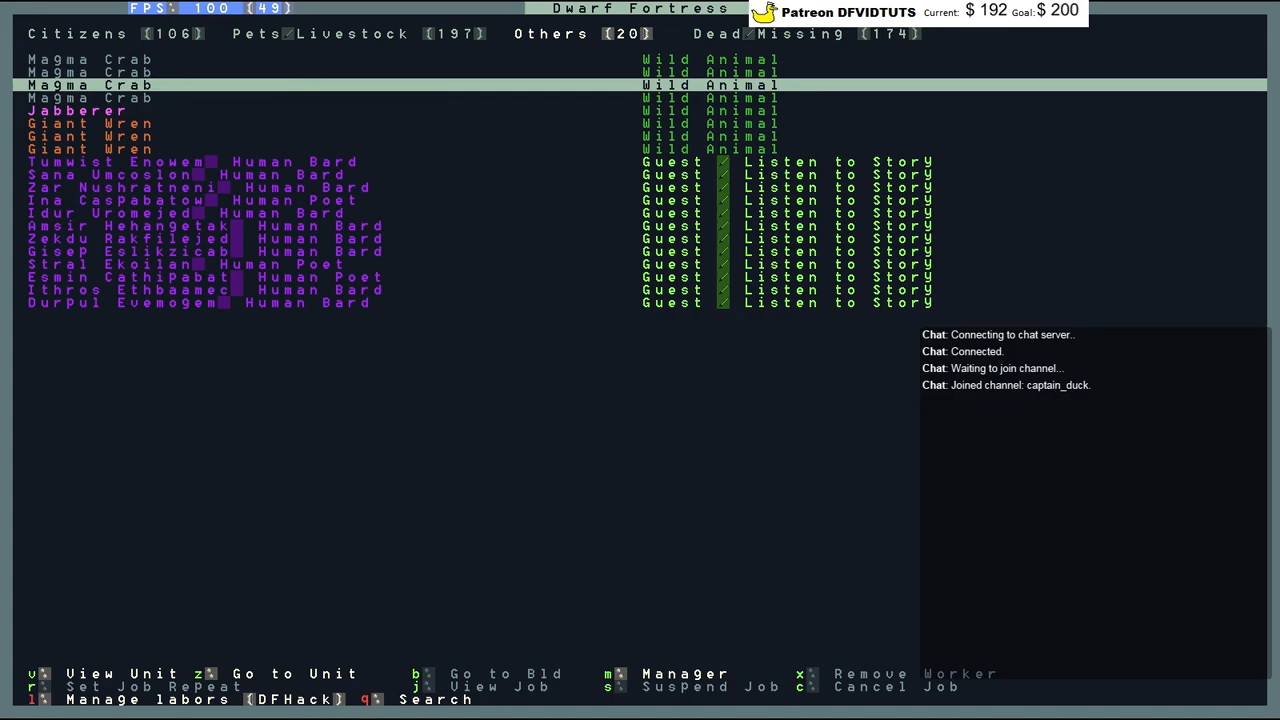 FPS: 100 {49} Dwarf Fortress Patreon DFVIDTUTS Current: $ 192 Goal: $ 200
Citizens {106} Pets/Livestock {197} Others {20} Dead/Missing {174}
Magma Crab Wild Animal
Magma Crab Wild Animal
Magma Crab Wild Animal
Magma Crab Wild Animal
Jabberer Wild Animal
Giant Wren Wild Animal
Giant Wren Wild Animal
Giant Wren Wild Animal
Tumwist Enowem Human Bard Guest / Listen to Story
Sana Umcoslon Human Bard Guest / Listen to Story
Zar Nushratneni Human Bard Guest / Listen to Story
Ina Caspabatow Human Poet Guest / Listen to Story
Idur Uromejed Human Bard Guest / Listen to Story
Amsir Hehangetak Human Bard Guest / Listen to Story
Zekdu Rakfilejed Human Bard Guest / Listen to Story
Gisep Eslikzicab Human Bard Guest / Listen to Story
Stral Ekoilan Human Poet Guest / Listen to Story
Esmin Cathipabat Human Poet Guest / Listen to Story
Ithros Ethbaamec Human Bard Guest / Listen to Story
Durpul Evemogem Human Bard Guest / Listen to Story
Chat: Connecting to chat server..
Chat: Connected.
Chat: Waiting to join channel...
Chat: Joined channel: captain_duck.
v: View Unit z: Go to Unit b: Go to Bld m: Manager x: Remove Worker
r: Set Job Repeat j: View Job s: Suspend Job c: Cancel Job
l: Manage labors {DFHack} q: Search